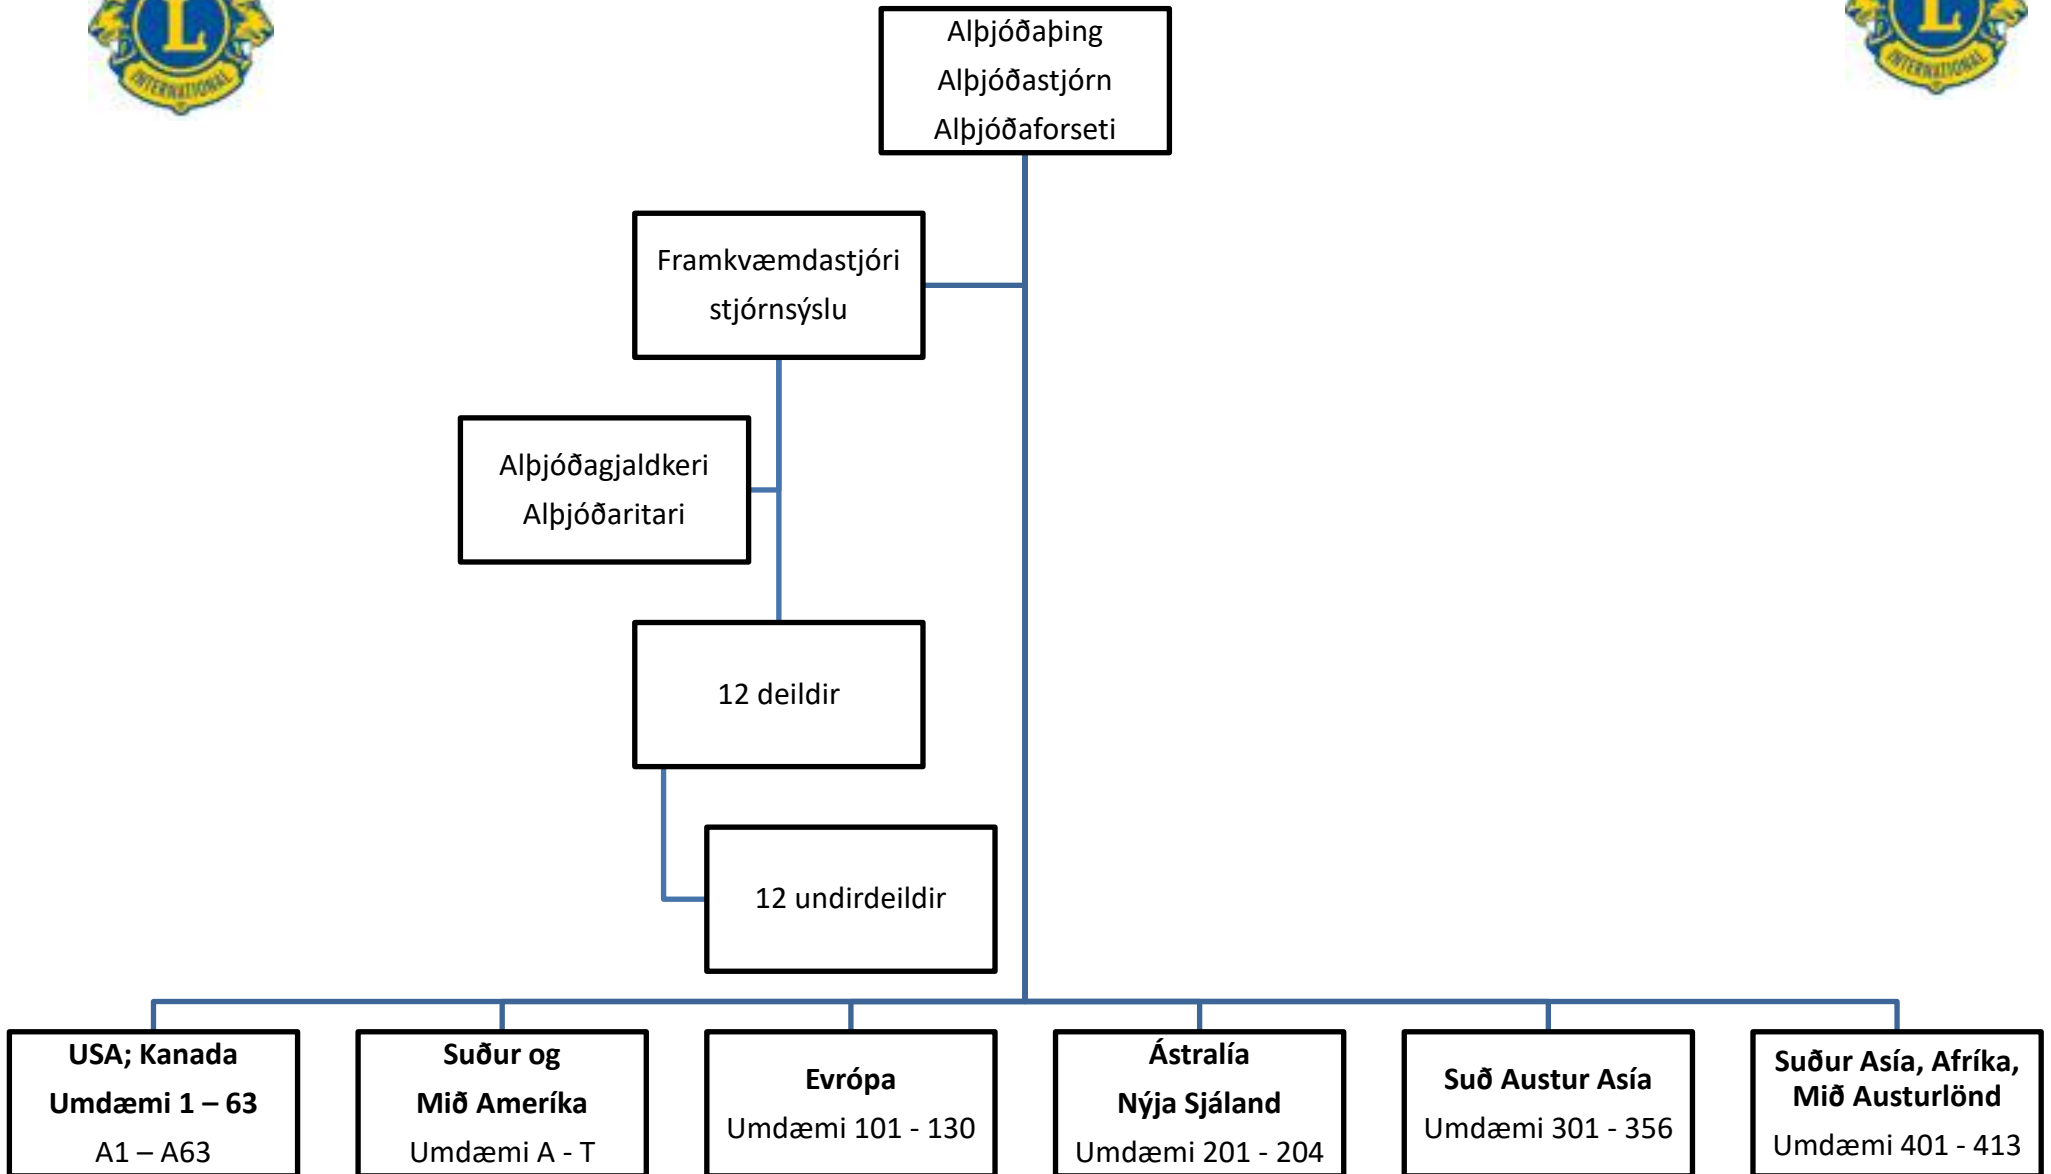 L
INTERNATIONAL
L
INTERNATIONAL
Alþjóðaþing
Alþjóðastjórn
Alþjóðaforseti
Framkvæmdastjóri
stjórnsýslu
Alþjóðagjaldkeri
Alþjóðaritari
12 deildir
12 undirdeildir
USA; Kanada
Umdæmi 1 – 63
A1 – A63
Suður og
Mið Ameríka
Umdæmi A - T
Evrópa
Umdæmi 101 - 130
Ástralía
Nýja Sjáland
Umdæmi 201 - 204
Suð Austur Asía
Umdæmi 301 - 356
Suður Asía, Afríka,
Mið Austurlönd
Umdæmi 401 - 413